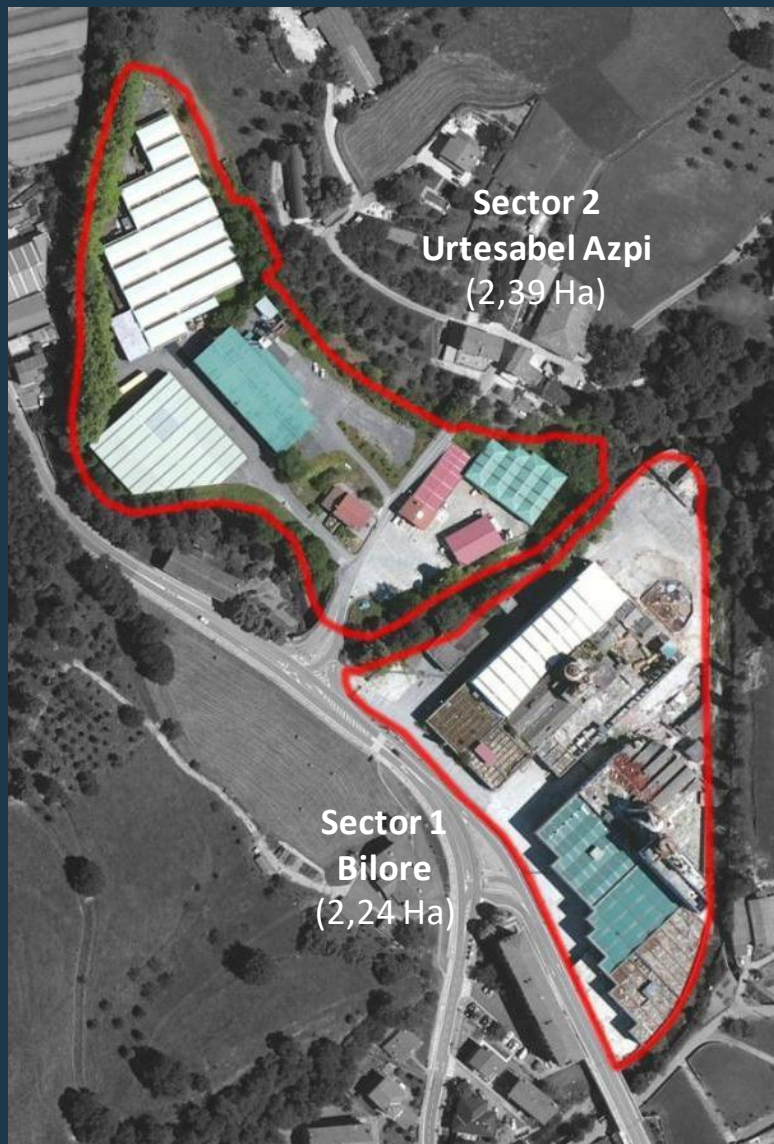 Sector 2
Urtesabel Azpi
(2,39 Ha)
Sector 1
Bilore
(2,24 Ha)